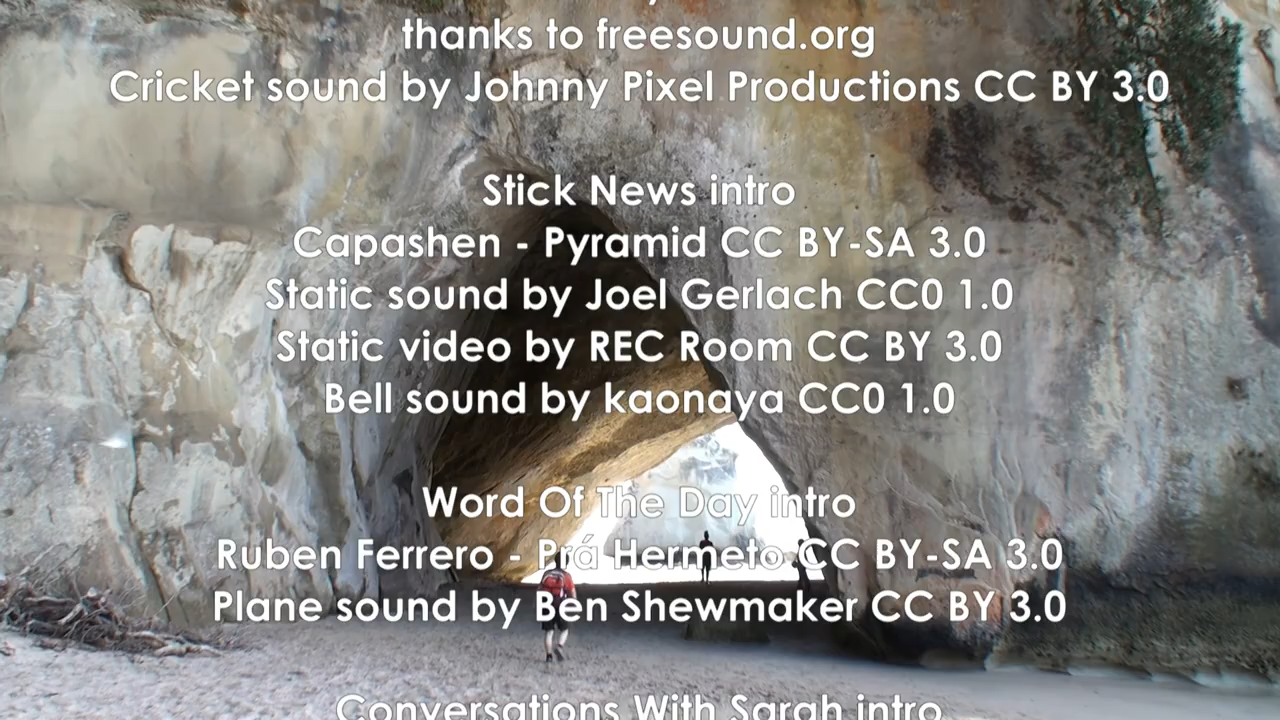 thanks to freesound.org
Cricket sound by Johnny Pixel Productions CC BY 3.0
Stick News intro
Capashen - Pyramid CC BY-SA 3.0
Static sound by Joel Gerlach CC0 1.0
Static video by REC Room CC BY 3.0
Bell sound by kaonaya CC0 1.0
Word Of The Day intro
Ruben Ferrero - Prá Hermeto CC BY-SA 3.0
Plane sound by Ben Shewmaker CC BY 3.0
Conversations With Sarah intro